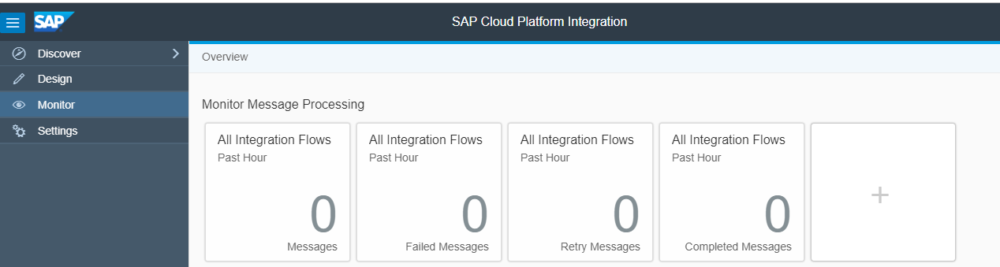 SAP
SAP Cloud Platform Integration
Discover
Design
Monitor
Settings
Overview
Monitor Message Processing
All Integration Flows
Past Hour
0
Messages
All Integration Flows
Past Hour
0
Failed Messages
All Integration Flows
Past Hour
0
Retry Messages
All Integration Flows
Past Hour
0
Completed Messages
+